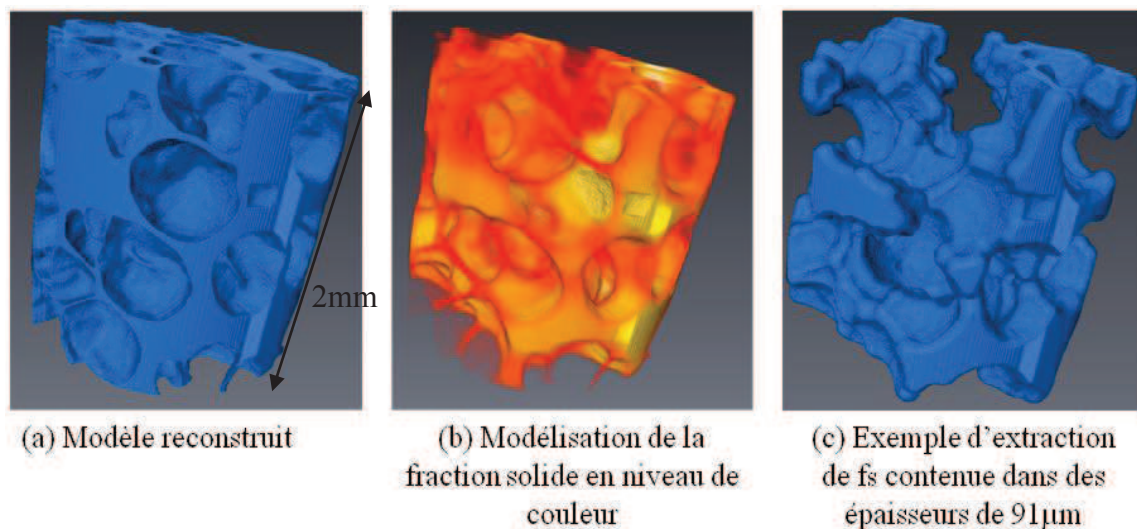 2mm
(a) Modèle reconstruit
(b) Modélisation de la
fraction solide en niveau de
couleur
(c) Exemple d'extraction
de fs contenue dans des
épaisseurs de 91µm